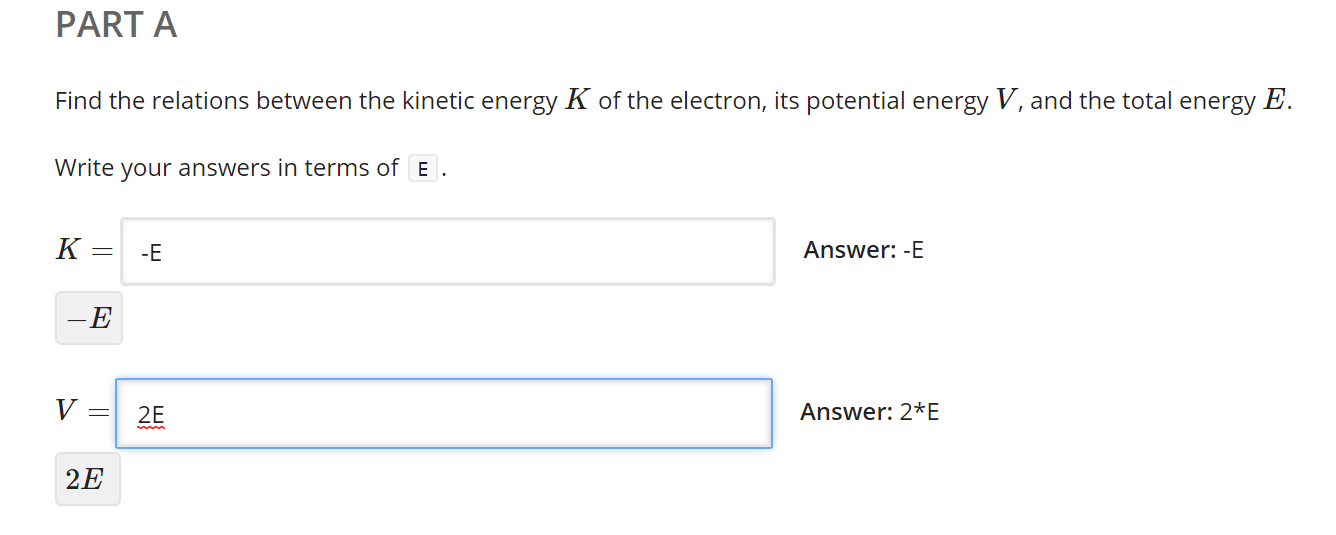 PART A
Find the relations between the kinetic energy K of the electron, its potential energy V, and the total energy E.
Write your answers in terms of E .
K = -E Answer: -E
−E
V = 2E Answer: 2*E
2E